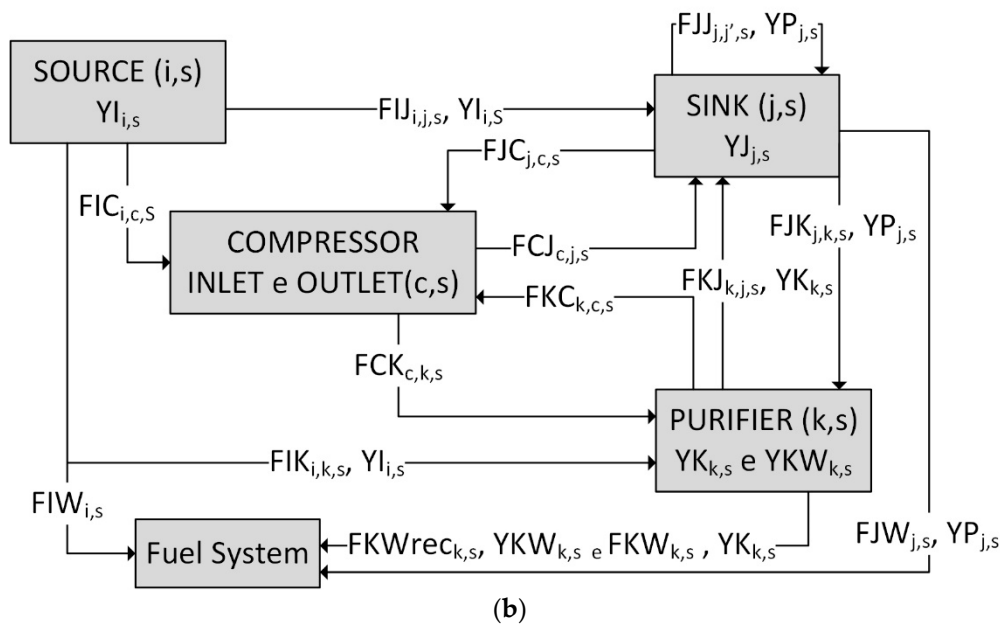 FJJj,j',s, YPj,s
SOURCE (i,s)
YIi,s
FIJi,j,s, YIi,s
SINK (j,s)
YJj,s
FJCj,c,s
FICi,c,S
COMPRESSOR
INLET e OUTLET(c,s)
FCJc,j,s
FJKj,k,s, YPj,s
FKJk,j,s, YKk,s
FKCk,c,s
FCKc,k,s
PURIFIER (k,s)
YKk,s e YKWk,s
FIKi,k,s, YIi,s
FIWi,s
Fuel System
FKWreck,s, YKWk,s e FKWk,s , YKk,s
FJWj,s, YPj,s
(b)